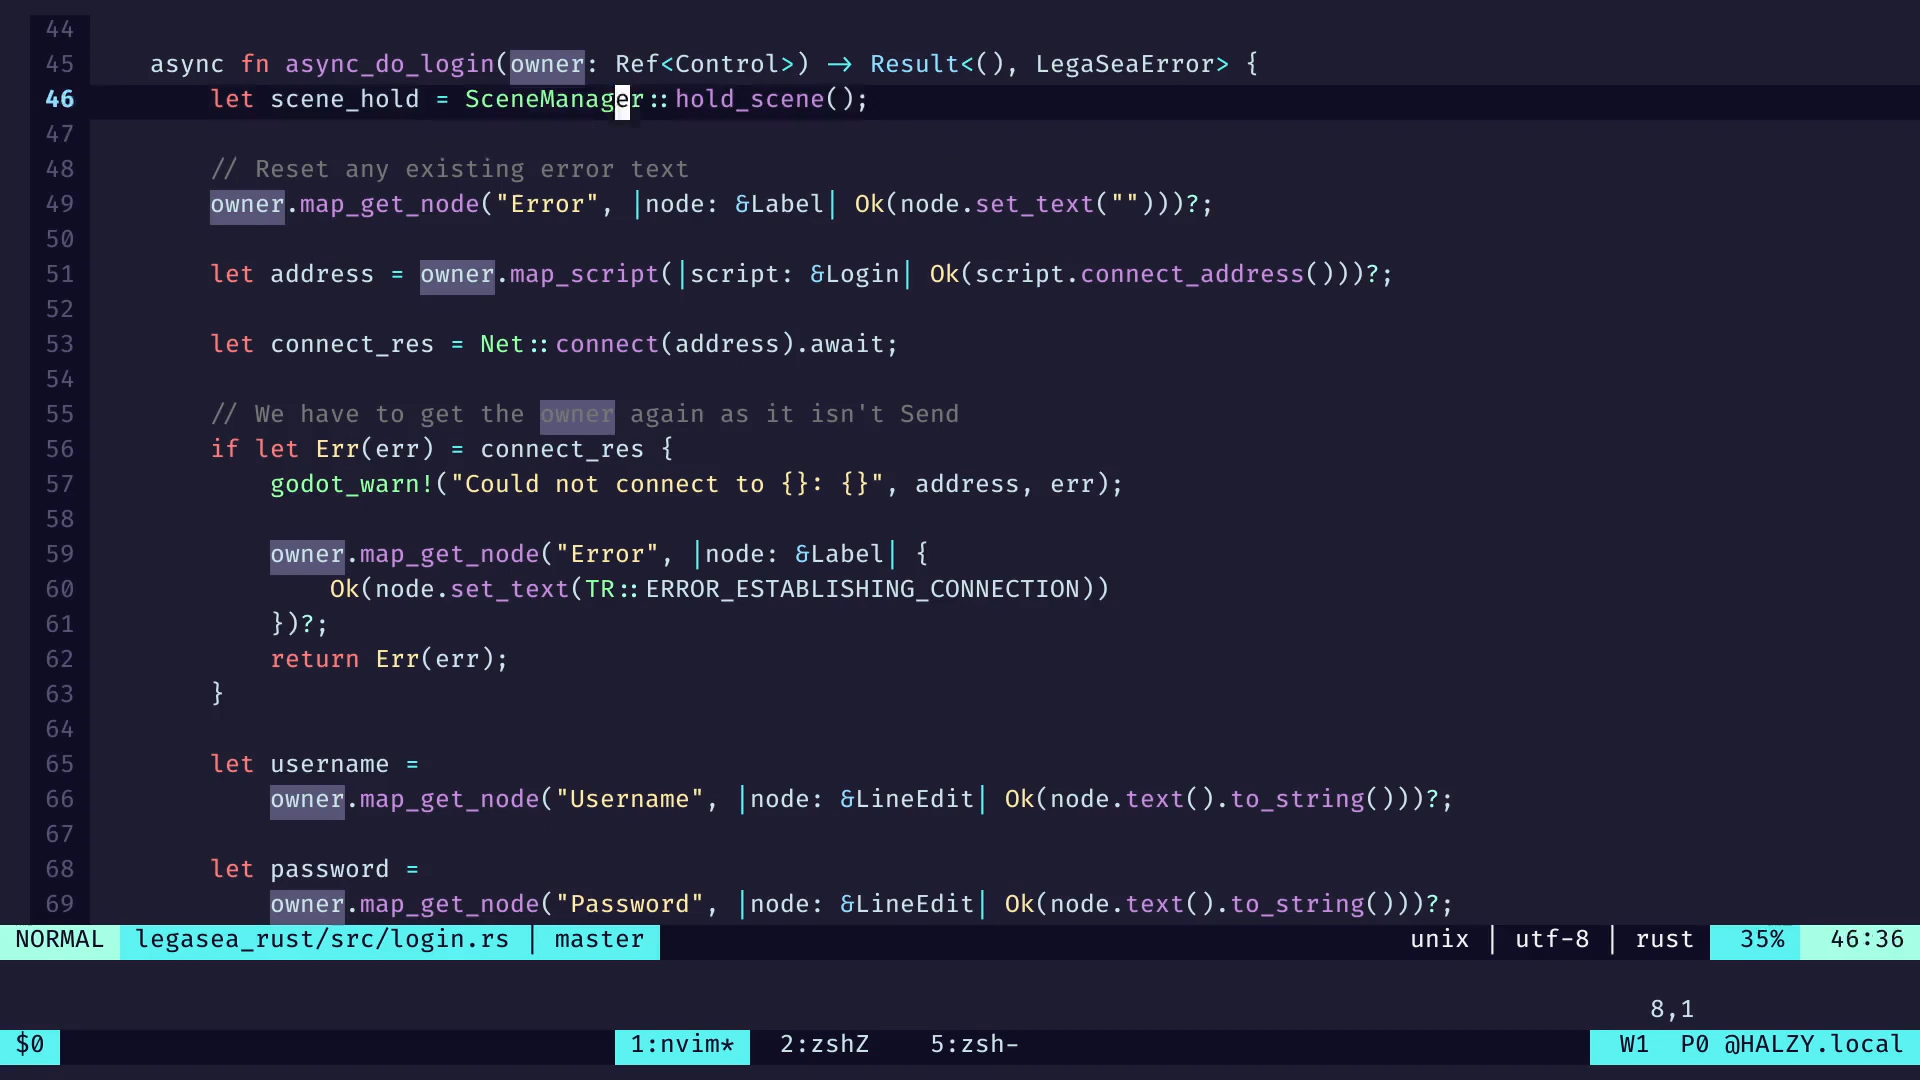 44
45     async fn async_do_login(owner: Ref<Control>) -> Result<(), LegaSeaError> {
46         let scene_hold = SceneManager::hold_scene();
47
48         // Reset any existing error text
49         owner.map_get_node("Error", |node: &Label| Ok(node.set_text("")))?;
50
51         let address = owner.map_script(|script: &Login| Ok(script.connect_address()))?;
52
53         let connect_res = Net::connect(address).await;
54
55         // We have to get the owner again as it isn't Send
56         if let Err(err) = connect_res {
57             godot_warn!("Could not connect to {}: {}", address, err);
58
59             owner.map_get_node("Error", |node: &Label| {
60                 Ok(node.set_text(TR::ERROR_ESTABLISHING_CONNECTION))
61             })?;
62             return Err(err);
63         }
64
65         let username =
66             owner.map_get_node("Username", |node: &LineEdit| Ok(node.text().to_string()))?;
67
68         let password =
69             owner.map_get_node("Password", |node: &LineEdit| Ok(node.text().to_string()))?;
NORMAL  legasea_rust/src/login.rs | master  unix | utf-8 | rust  35%  46:36
8,1
$0  1:nvim*  2:zshZ  5:zsh-  W1  P0 @HALZY.local